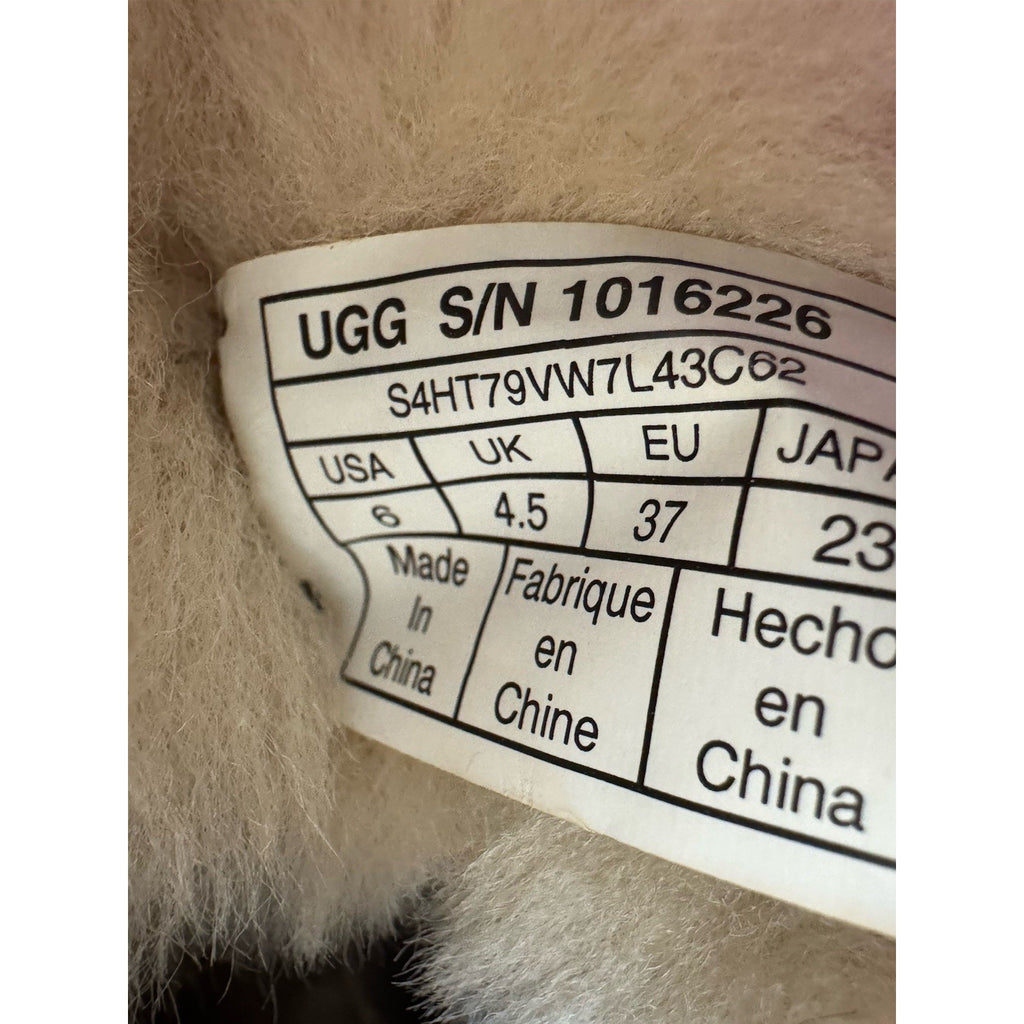 UGG S/N 1016226
S4HT79VW7L43C62
USA UK EU JAPA
6 4.5 37 23
Made Fabrique Hecho
In en en
China Chine China